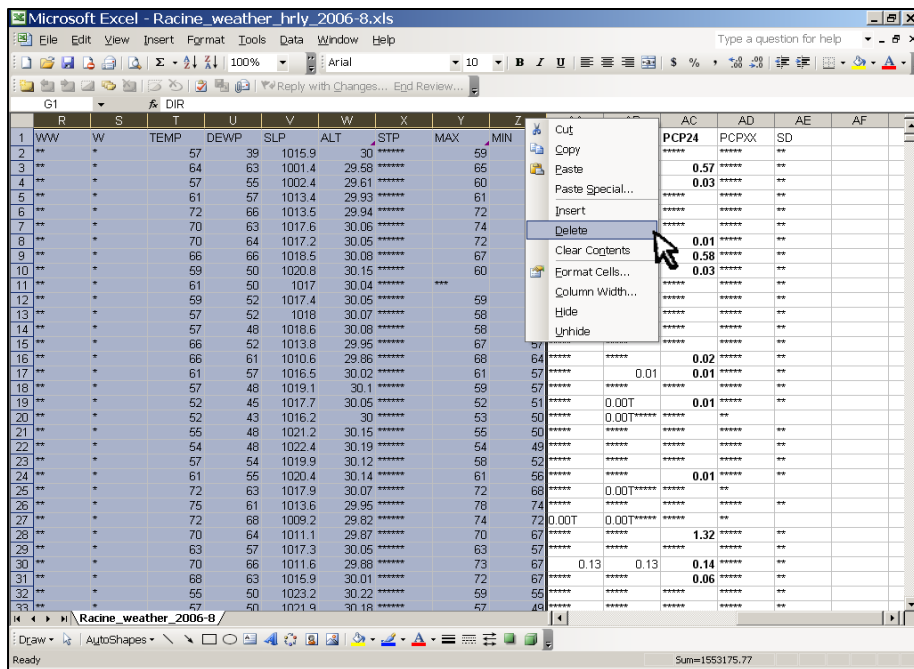 Microsoft Excel - Racine_weather_hrly_2006-8.xls
File Edit View Insert Format Tools Data Window Help Type a question for help
Σ 100% Arial 10 B I U $ % ,
Reply with Changes... End Review...
G1 fx DIR
R S T U V W X Y Z AC AD AE AF
1 WW W TEMP DEWP SLP ALT STP MAX MIN PCP24 PCPXX SD
2 ** * 57 39 1015.9 30 ****** 59 ***** ***** **
3 ** * 64 63 1001.4 29.58 ****** 65 0.57 ***** **
4 ** * 57 55 1002.4 29.61 ****** 60 0.03 ***** **
5 ** * 61 57 1013.4 29.93 ****** 61 ***** ***** **
6 ** * 72 66 1013.5 29.94 ****** 72 ***** ***** **
7 ** * 70 63 1017.6 30.06 ****** 74 ***** ***** **
8 ** * 70 64 1017.2 30.05 ****** 72 0.01 ***** **
9 ** * 66 66 1018.5 30.08 ****** 67 0.58 ***** **
10 ** * 59 50 1020.8 30.15 ****** 60 0.03 ***** **
11 ** * 61 50 1017 30.04 ****** *** ***** ***** **
12 ** * 59 52 1017.4 30.05 ****** 59 ***** ***** **
13 ** * 57 52 1018 30.07 ****** 58 ***** ***** **
14 ** * 57 48 1018.6 30.08 ****** 58 ***** ***** **
15 ** * 66 52 1013.8 29.95 ****** 67 57 ***** ***** ***** ***** **
16 ** * 66 61 1010.6 29.86 ****** 68 64 ***** ***** 0.02 ***** **
17 ** * 61 57 1016.5 30.02 ****** 61 57 ***** 0.01 0.01 ***** **
18 ** * 57 48 1019.1 30.1 ****** 59 57 ***** ***** ***** ***** **
19 ** * 52 45 1017.7 30.05 ****** 52 51 ***** 0.00T 0.01 ***** **
20 ** * 52 43 1016.2 30 ****** 53 50 ***** 0.00T***** ***** **
21 ** * 55 48 1021.2 30.15 ****** 55 50 ***** ***** ***** ***** **
22 ** * 54 48 1022.4 30.19 ****** 54 49 ***** ***** ***** ***** **
23 ** * 57 54 1019.9 30.12 ****** 58 52 ***** ***** ***** ***** **
24 ** * 61 55 1020.4 30.14 ****** 61 56 ***** ***** 0.01 ***** **
25 ** * 72 63 1017.9 30.07 ****** 72 68 ***** 0.00T***** ***** **
26 ** * 75 61 1013.6 29.95 ****** 78 74 ***** ***** ***** ***** **
27 ** * 72 68 1009.2 29.82 ****** 74 72 0.00T 0.00T***** ***** **
28 ** * 70 64 1011.1 29.87 ****** 70 67 ***** ***** 1.32 ***** **
29 ** * 63 57 1017.3 30.05 ****** 63 57 ***** ***** ***** ***** **
30 ** * 70 66 1011.6 29.88 ****** 73 67 0.13 0.13 0.14 ***** **
31 ** * 68 63 1015.9 30.01 ****** 72 67 ***** ***** 0.06 ***** **
32 ** * 55 50 1023.2 30.22 ****** 59 55 ***** ***** ***** ***** **
33 ** * 57 50 1021.9 30.18 ****** 57 49 ***** ***** ***** ***** **
Cut
Copy
Paste
Paste Special...
Insert
Delete
Clear Contents
Format Cells...
Column Width...
Hide
Unhide
Racine_weather_2006-8
Draw AutoShapes
Ready Sum=1553175.77